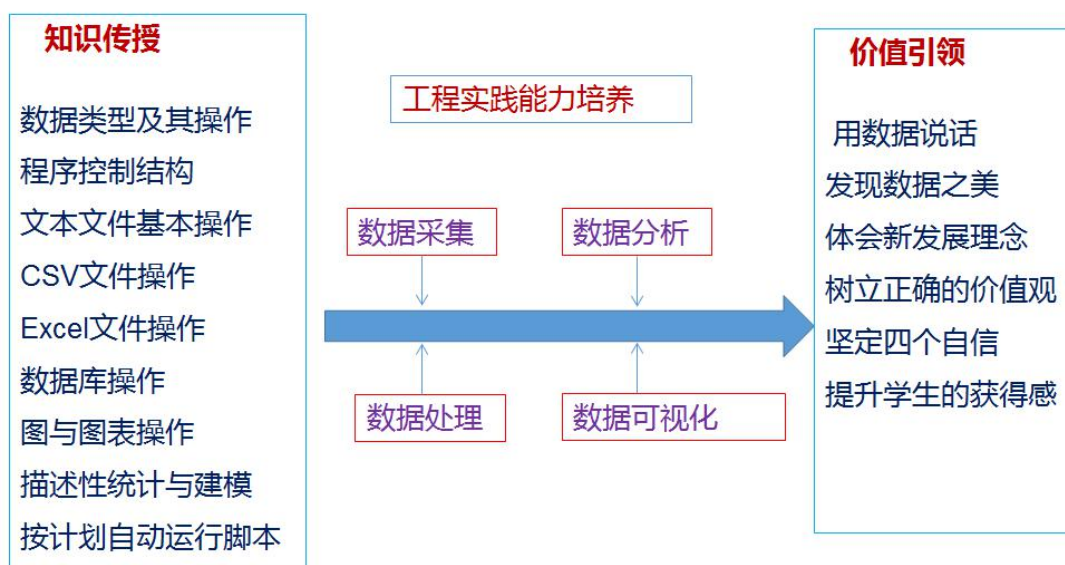 知识传授
数据类型及其操作
程序控制结构
文本文件基本操作
CSV文件操作
Excel文件操作
数据库操作
图与图表操作
描述性统计与建模
按计划自动运行脚本
工程实践能力培养
数据采集
数据分析
数据处理
数据可视化
价值引领
用数据说话
发现数据之美
体会新发展理念
树立正确的价值观
坚定四个自信
提升学生的获得感